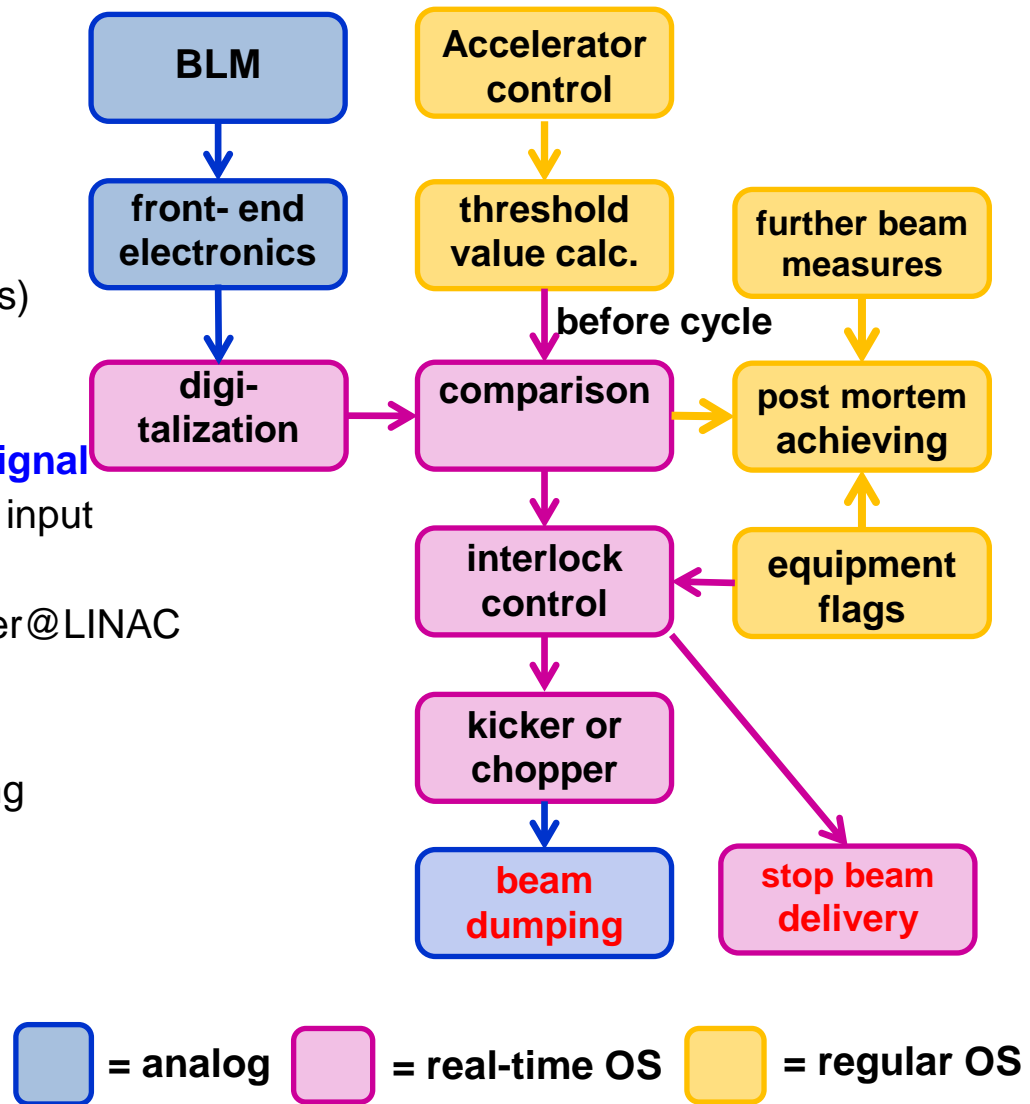 BLM
Accelerator
control
front- end
electronics
threshold
value calc.
further beam
measures
s)
before cycle
digi-
talization
comparison
post mortem
achieving
ignal
input
interlock
control
equipment
flags
er@LINAC
kicker or
chopper
g
beam
dumping
stop beam
delivery
= analog
= real-time OS
= regular OS